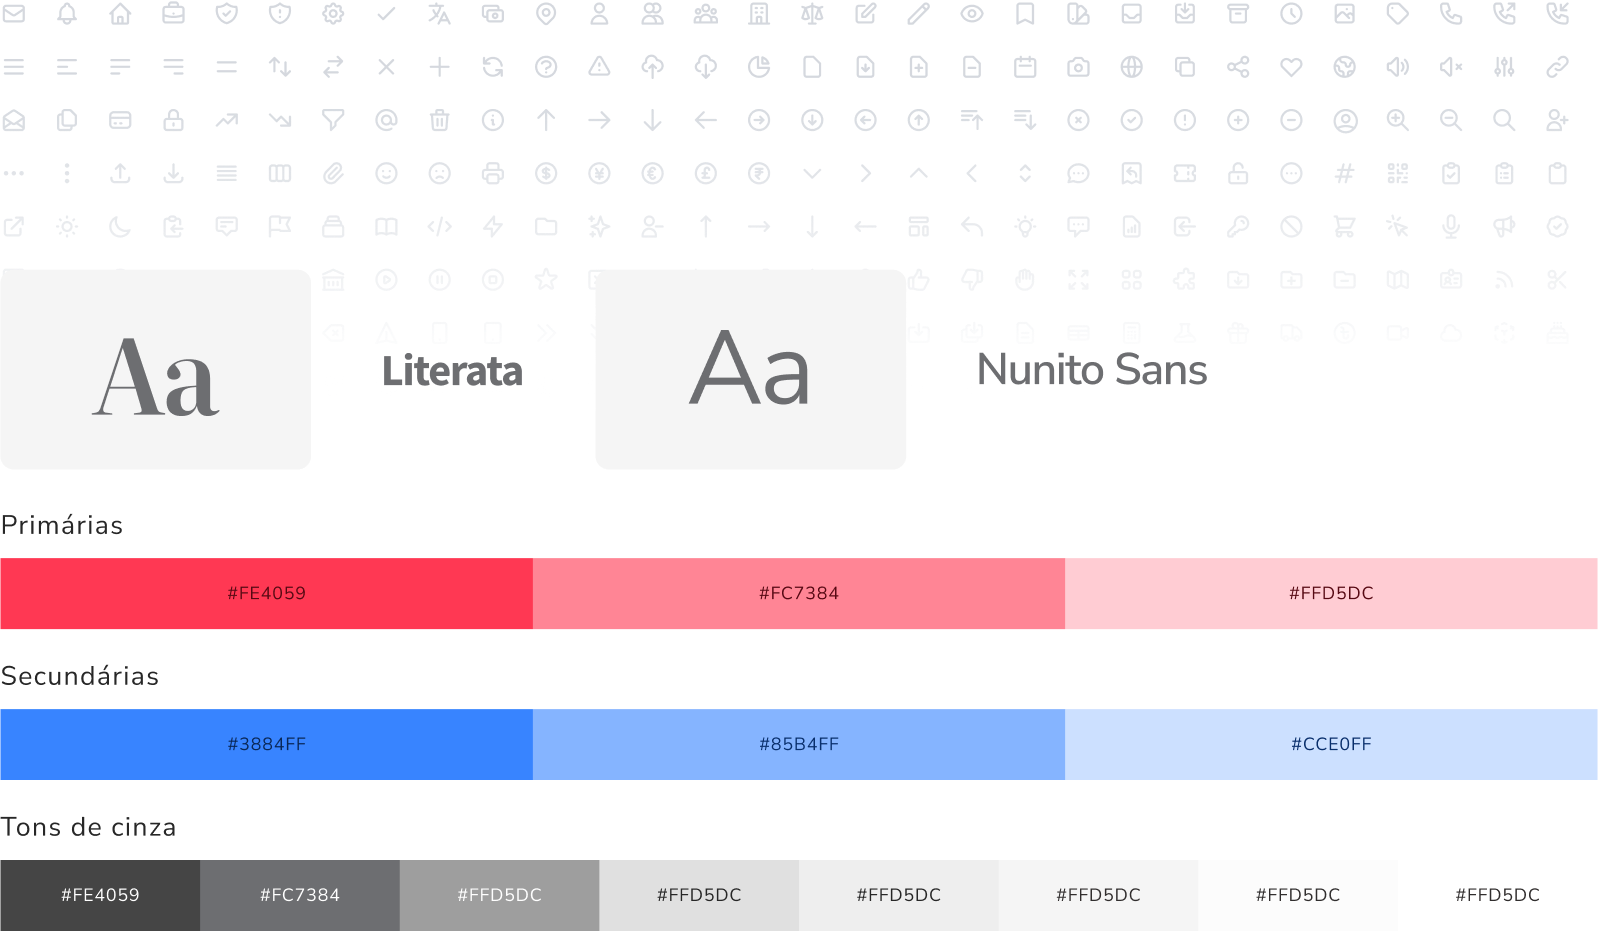 Aa
Literata
Aa
Nunito Sans
Primárias
#FE4059
#FC7384
#FFD5DC
Secundárias
#3884FF
#85B4FF
#CCE0FF
Tons de cinza
#FE4059
#FC7384
#FFD5DC
#FFD5DC
#FFD5DC
#FFD5DC
#FFD5DC
#FFD5DC